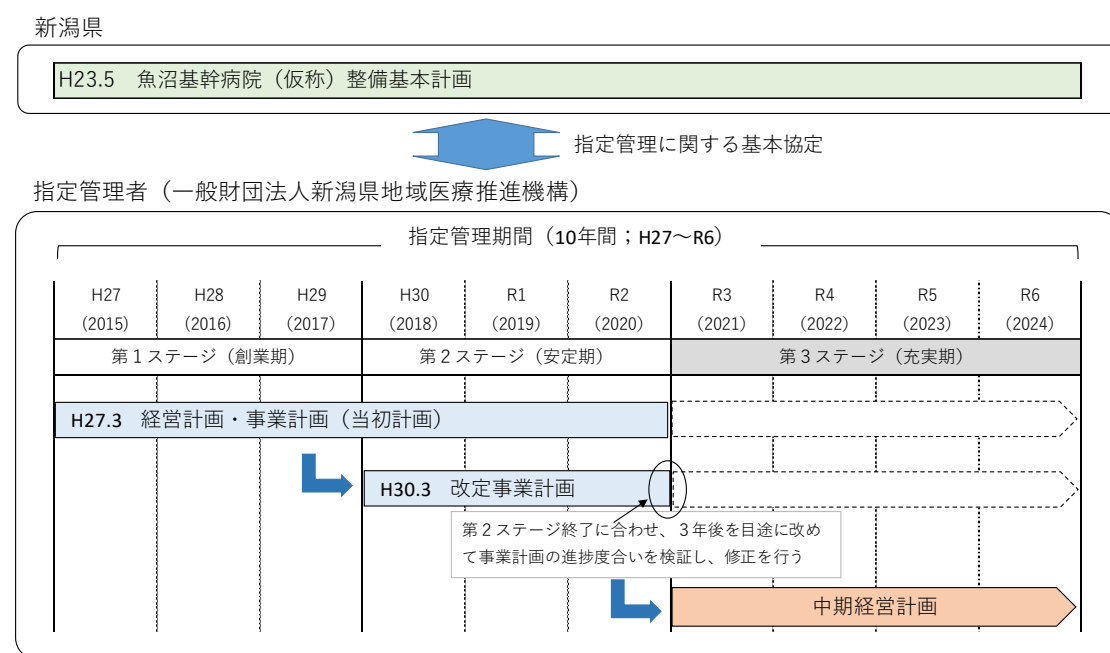 新潟県
H23.5 魚沼基幹病院（仮称）整備基本計画
指定管理に関する基本協定
指定管理者（一般財団法人新潟県地域医療推進機構）
指定管理期間（10年間；H27～R6）
H27 H28 H29 H30 R1 R2 R3 R4 R5 R6
(2015) (2016) (2017) (2018) (2019) (2020) (2021) (2022) (2023) (2024)
第１ステージ（創業期） 第２ステージ（安定期） 第３ステージ（充実期）
H27.3 経営計画・事業計画（当初計画）
H30.3 改定事業計画
第２ステージ終了に合わせ、３年後を目途に改め
て事業計画の進捗度合いを検証し、修正を行う
中期経営計画